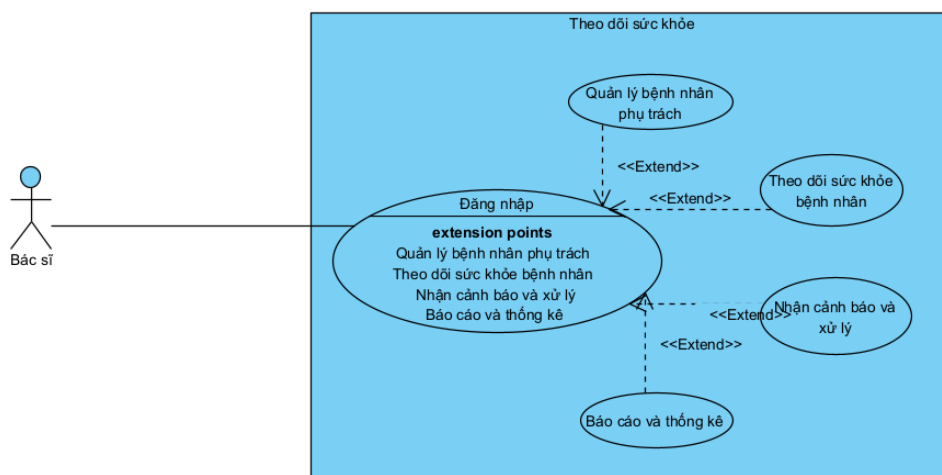 Theo dõi sức khỏe
Quản lý bệnh nhân
phụ trách
<<Extend>>
Theo dõi sức khỏe
bệnh nhân
<<Extend>>
Đăng nhập
extension points
Quản lý bệnh nhân phụ trách
Theo dõi sức khỏe bệnh nhân
Nhận cảnh báo và xử lý
Báo cáo và thống kê
Bác sĩ
Nhận cảnh báo và
xử lý
<<Extend>>
<<Extend>>
Báo cáo và thống kê